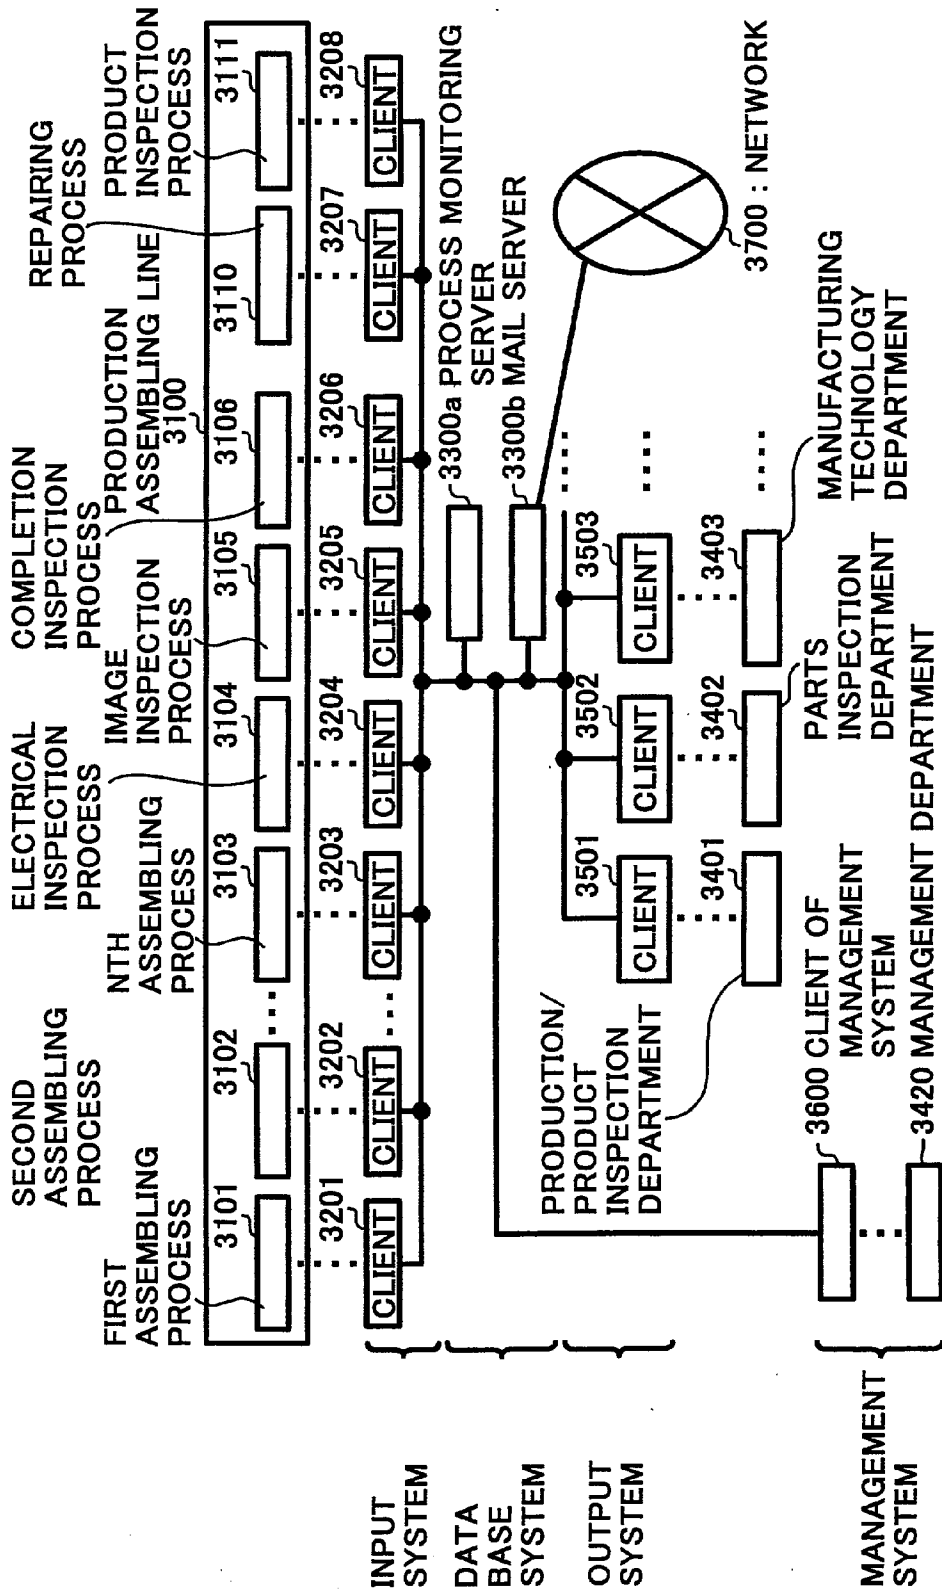 FIRST
ASSEMBLING
PROCESS
SECOND
ASSEMBLING
PROCESS
NTH
ASSEMBLING
PROCESS
ELECTRICAL
INSPECTION
PROCESS
IMAGE
INSPECTION
PROCESS
COMPLETION
INSPECTION
PROCESS
PRODUCTION
ASSEMBLING LINE
3100
REPAIRING
PROCESS
PRODUCT
INSPECTION
PROCESS
3101
3102
3103
3104
3105
3106
3110
3111
INPUT
SYSTEM
3201
CLIENT
3202
CLIENT
3203
CLIENT
3204
CLIENT
3205
CLIENT
3206
CLIENT
3207
CLIENT
3208
CLIENT
DATA
BASE
SYSTEM
3300a PROCESS MONITORING
SERVER
3300b MAIL SERVER
3700 : NETWORK
OUTPUT
SYSTEM
3501
CLIENT
3502
CLIENT
3503
CLIENT
PRODUCTION/
PRODUCT
INSPECTION
DEPARTMENT
3401
3402
3403
PARTS
INSPECTION
DEPARTMENT
MANUFACTURING
TECHNOLOGY
DEPARTMENT
MANAGEMENT
SYSTEM
3600 CLIENT OF
MANAGEMENT
SYSTEM
3420 MANAGEMENT DEPARTMENT